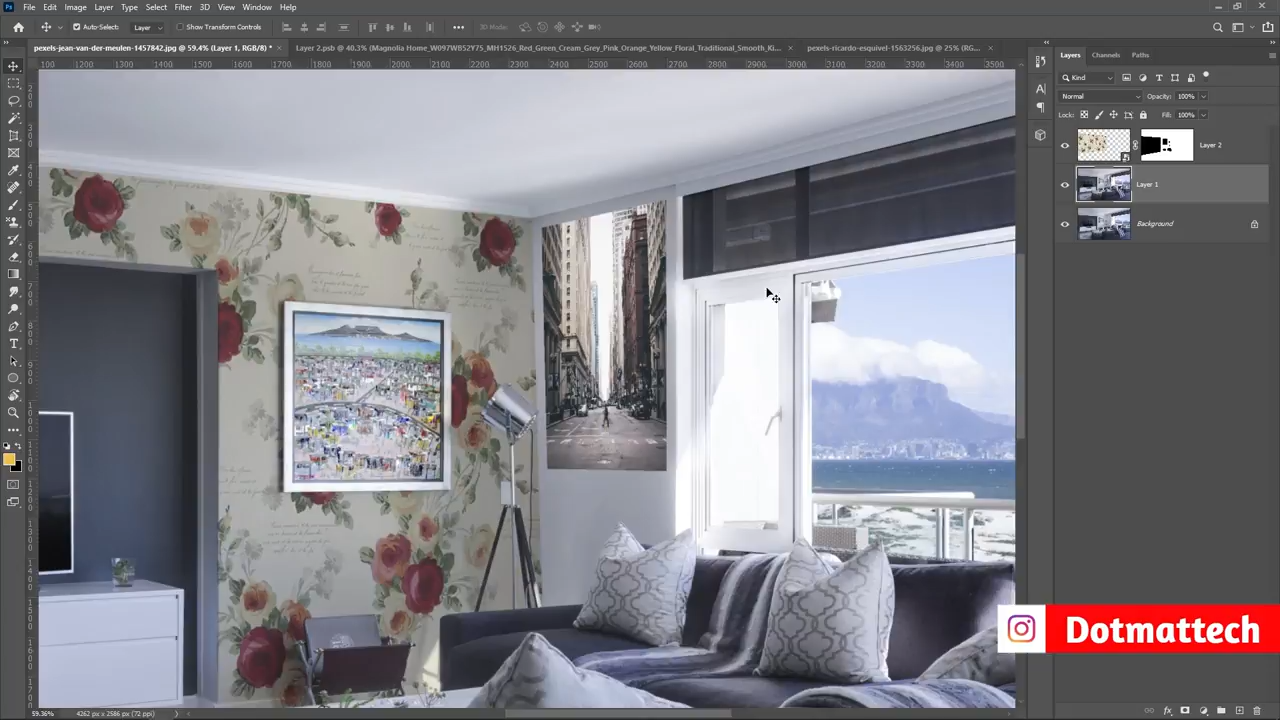 File Edit Image Layer Type Select Filter 3D View Window Help
Auto-Select: Layer Show Transform Controls 3D Mode:
pexels-jean-van-der-meulen-1457842.jpg @ 59.4% (Layer 1, RGB/8) *
Layer 2.psb @ 40.3% (Magnolia Home_W097WB52Y75_MH1526_Red_Green_Cream_Grey_Pink_Orange_Yellow_Floral_Traditional_Smooth_Ki...
pexels-ricardo-esquivel-1563256.jpg @ 25% (RG...
100 1200 1300 1400 1500 1600 1700 1800 1900 2000 2100 2200 2300 2400 2500 2600 2700 2800 2900 3000 3100 3200 3300 3400 3500
Layers Channels Paths
Kind
Normal Opacity: 100%
Lock: Fill: 100%
Layer 2
Layer 1
Background
Dotmattech
59.36% 4262 px x 2586 px (72 ppi)